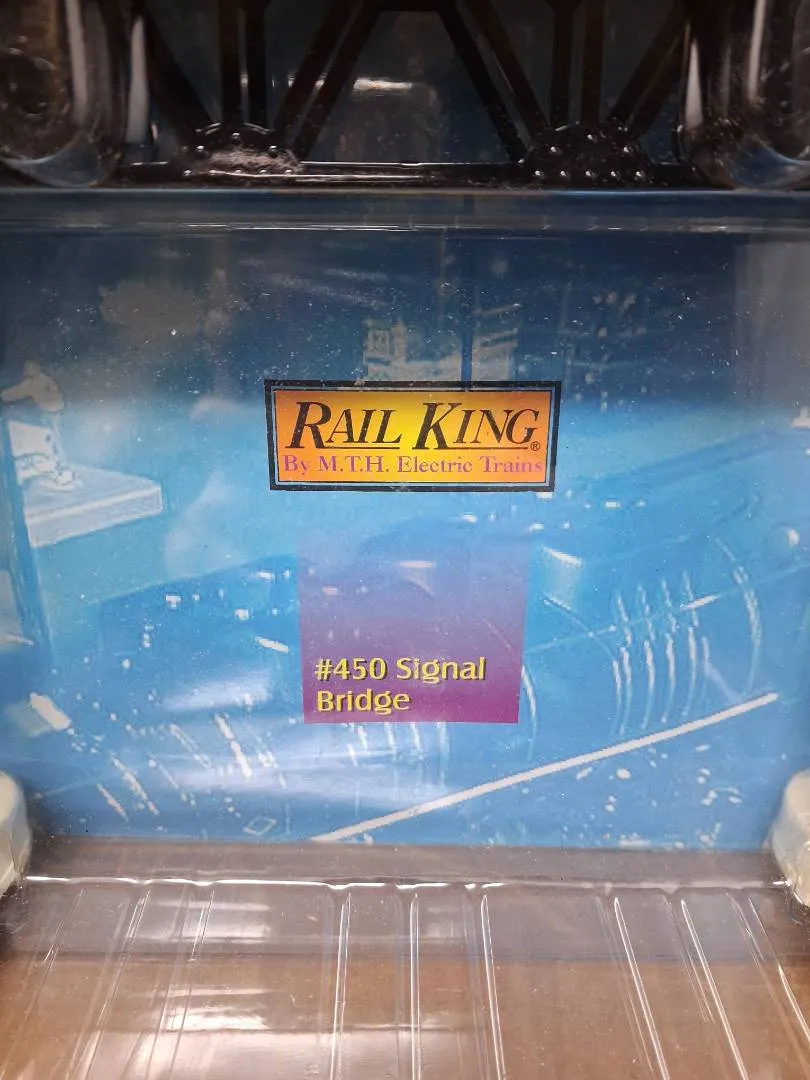 RAIL KING®
By M.T.H. Electric Trains
#450 Signal
Bridge